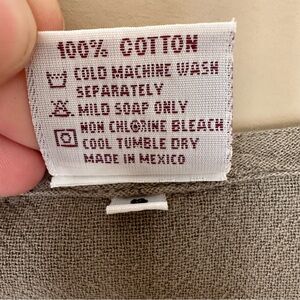 100% COTTON
COLD MACHINE WASH
SEPARATELY
MILD SOAP ONLY
NON CHLORINE BLEACH
COOL TUMBLE DRY
MADE IN MEXICO